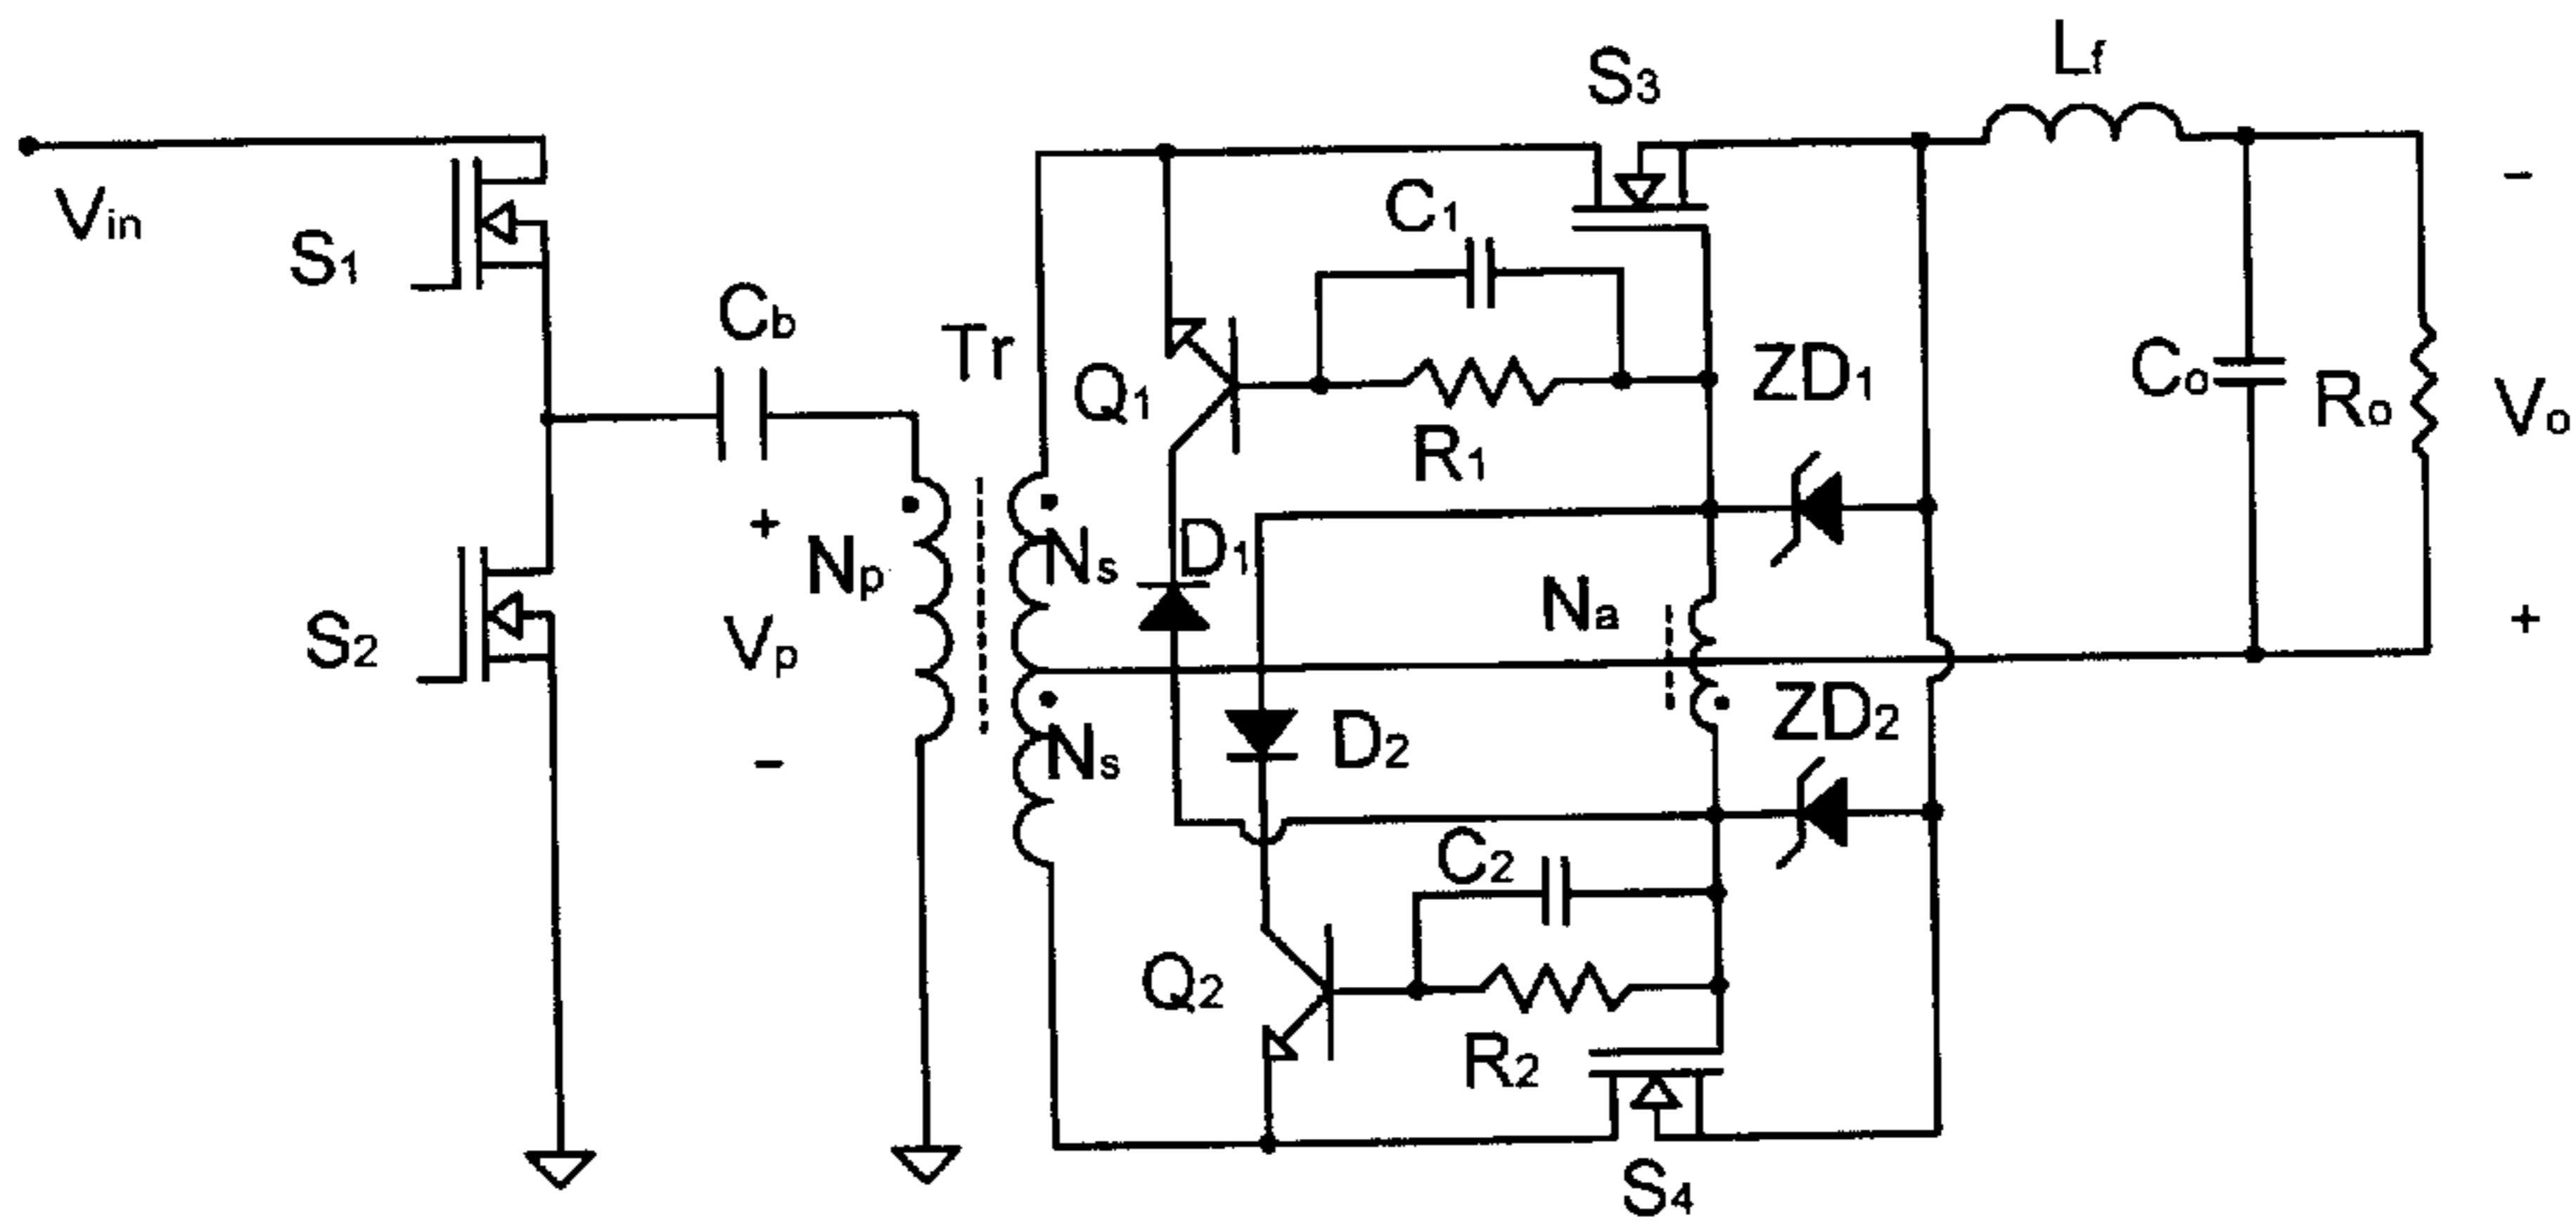 Lf
S3
−
C1
Vin
S1
Cb
Tr
Q1
ZD1
Co
Ro
Vo
R1
+
Np
D1
Ns
Na
S2
Vp
+
D2
ZD2
Ns
−
C2
Q2
R2
S4